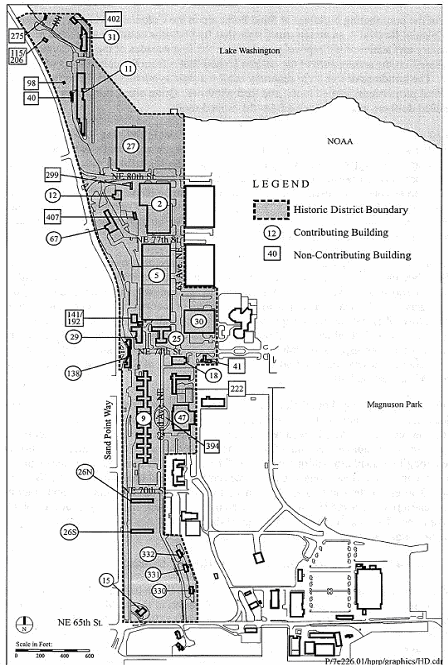 402
275
31
115/
206
Lake Washington
11
98
40
NOAA
27
NE 80th St.
299
LEGEND
12
2
Historic District Boundary
407
12 Contributing Building
67
NE 77th St.
40 Non-Contributing Building
63 Ave. NE
5
141/
192
30
29
25
NE 74th St.
41
138
18
222
Sand Point Way
62nd Ave. NE
Magnuson Park
9
47
394
NE 70th St.
26N
26S
332
331
330
15
NE 65th St.
N
Scale in Feet:
0 200 400 600
P/7e226.01/hprp/graphics/HD.cdr